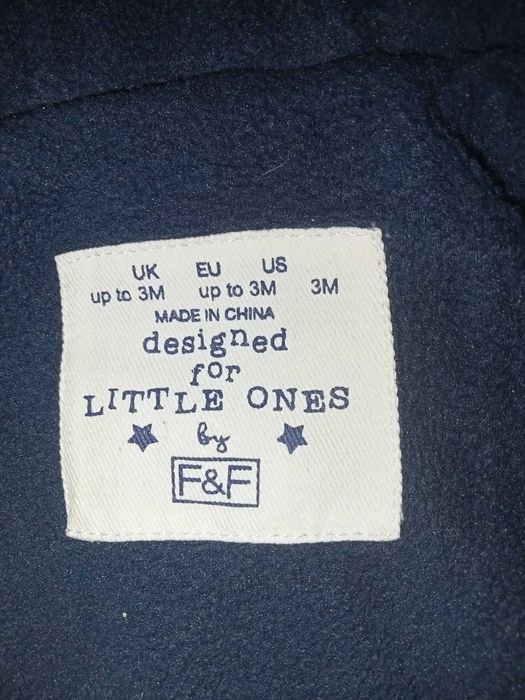 UK EU US
up to 3M up to 3M 3M
MADE IN CHINA
designed
for
LITTLE ONES
by
F&F